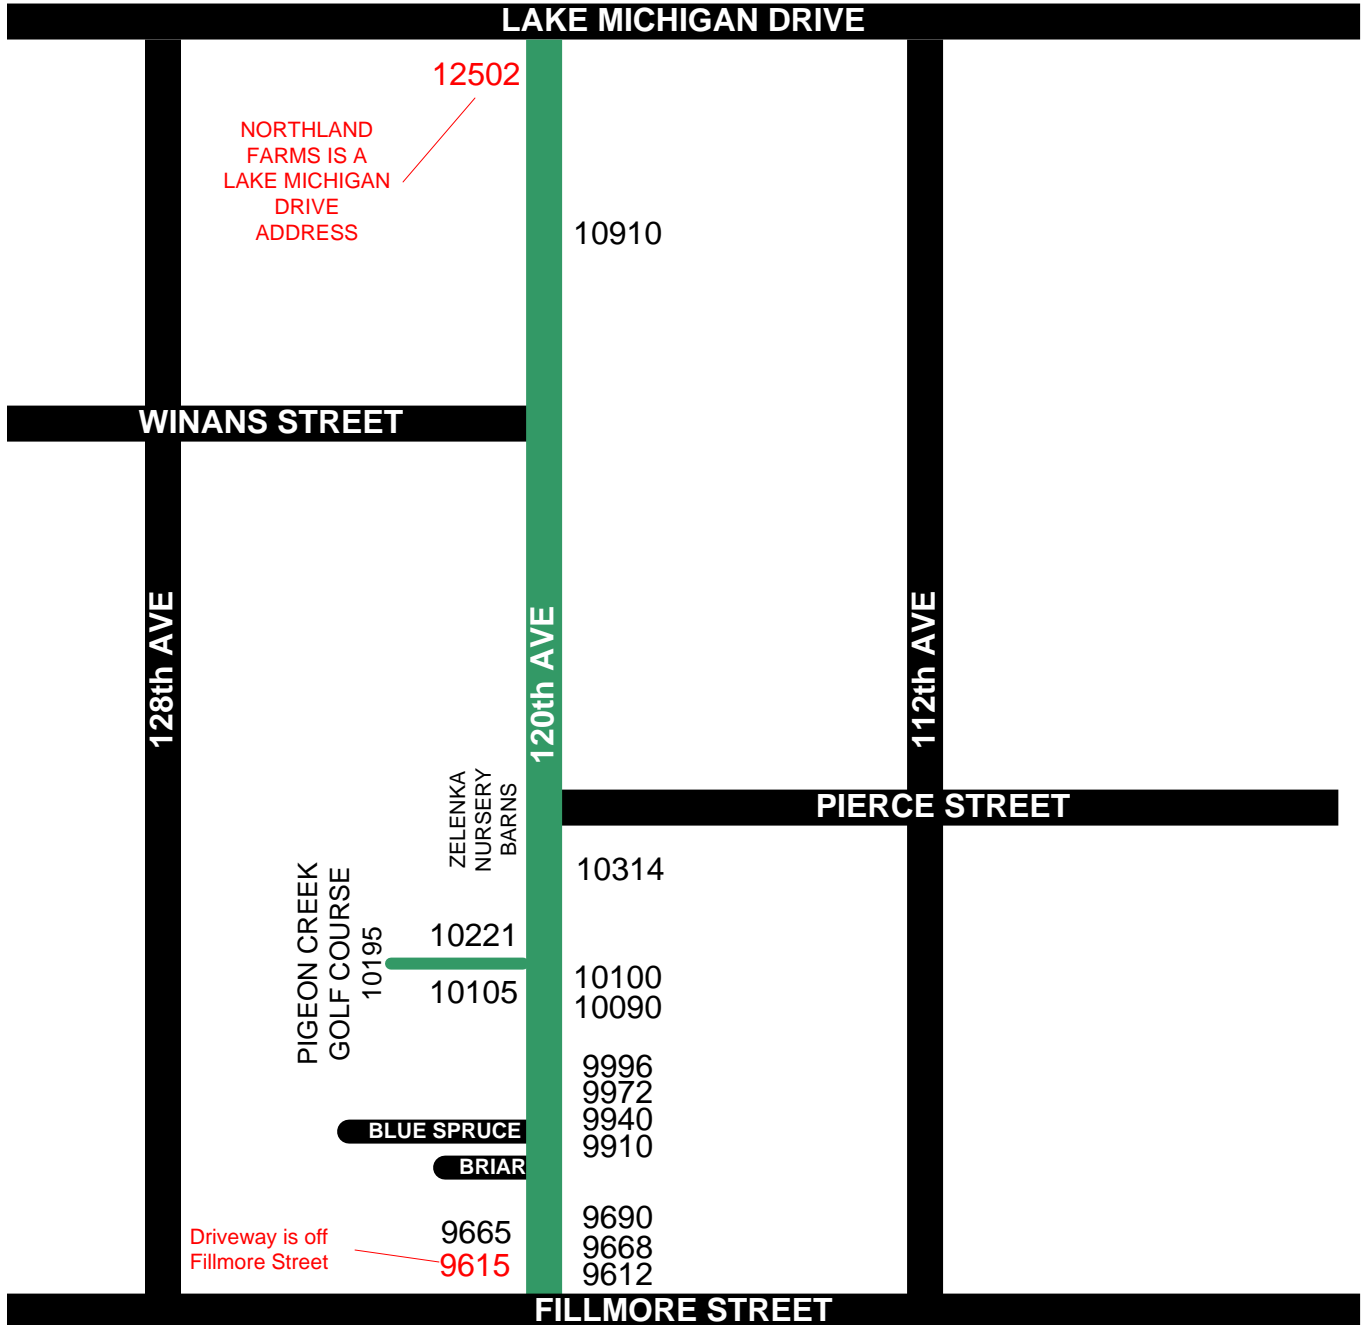 LAKE MICHIGAN DRIVE
12502
NORTHLAND
FARMS IS A
LAKE MICHIGAN
DRIVE
ADDRESS
10910
WINANS STREET
128th AVE
120th AVE
112th AVE
PIERCE STREET
ZELENKA
NURSERY
BARNS
10314
PIGEON CREEK
GOLF COURSE
10195
10221
10105
10100
10090
9996
9972
9940
9910
BLUE SPRUCE
BRIAR
Driveway is off
Fillmore Street
9665
9615
9690
9668
9612
FILLMORE STREET